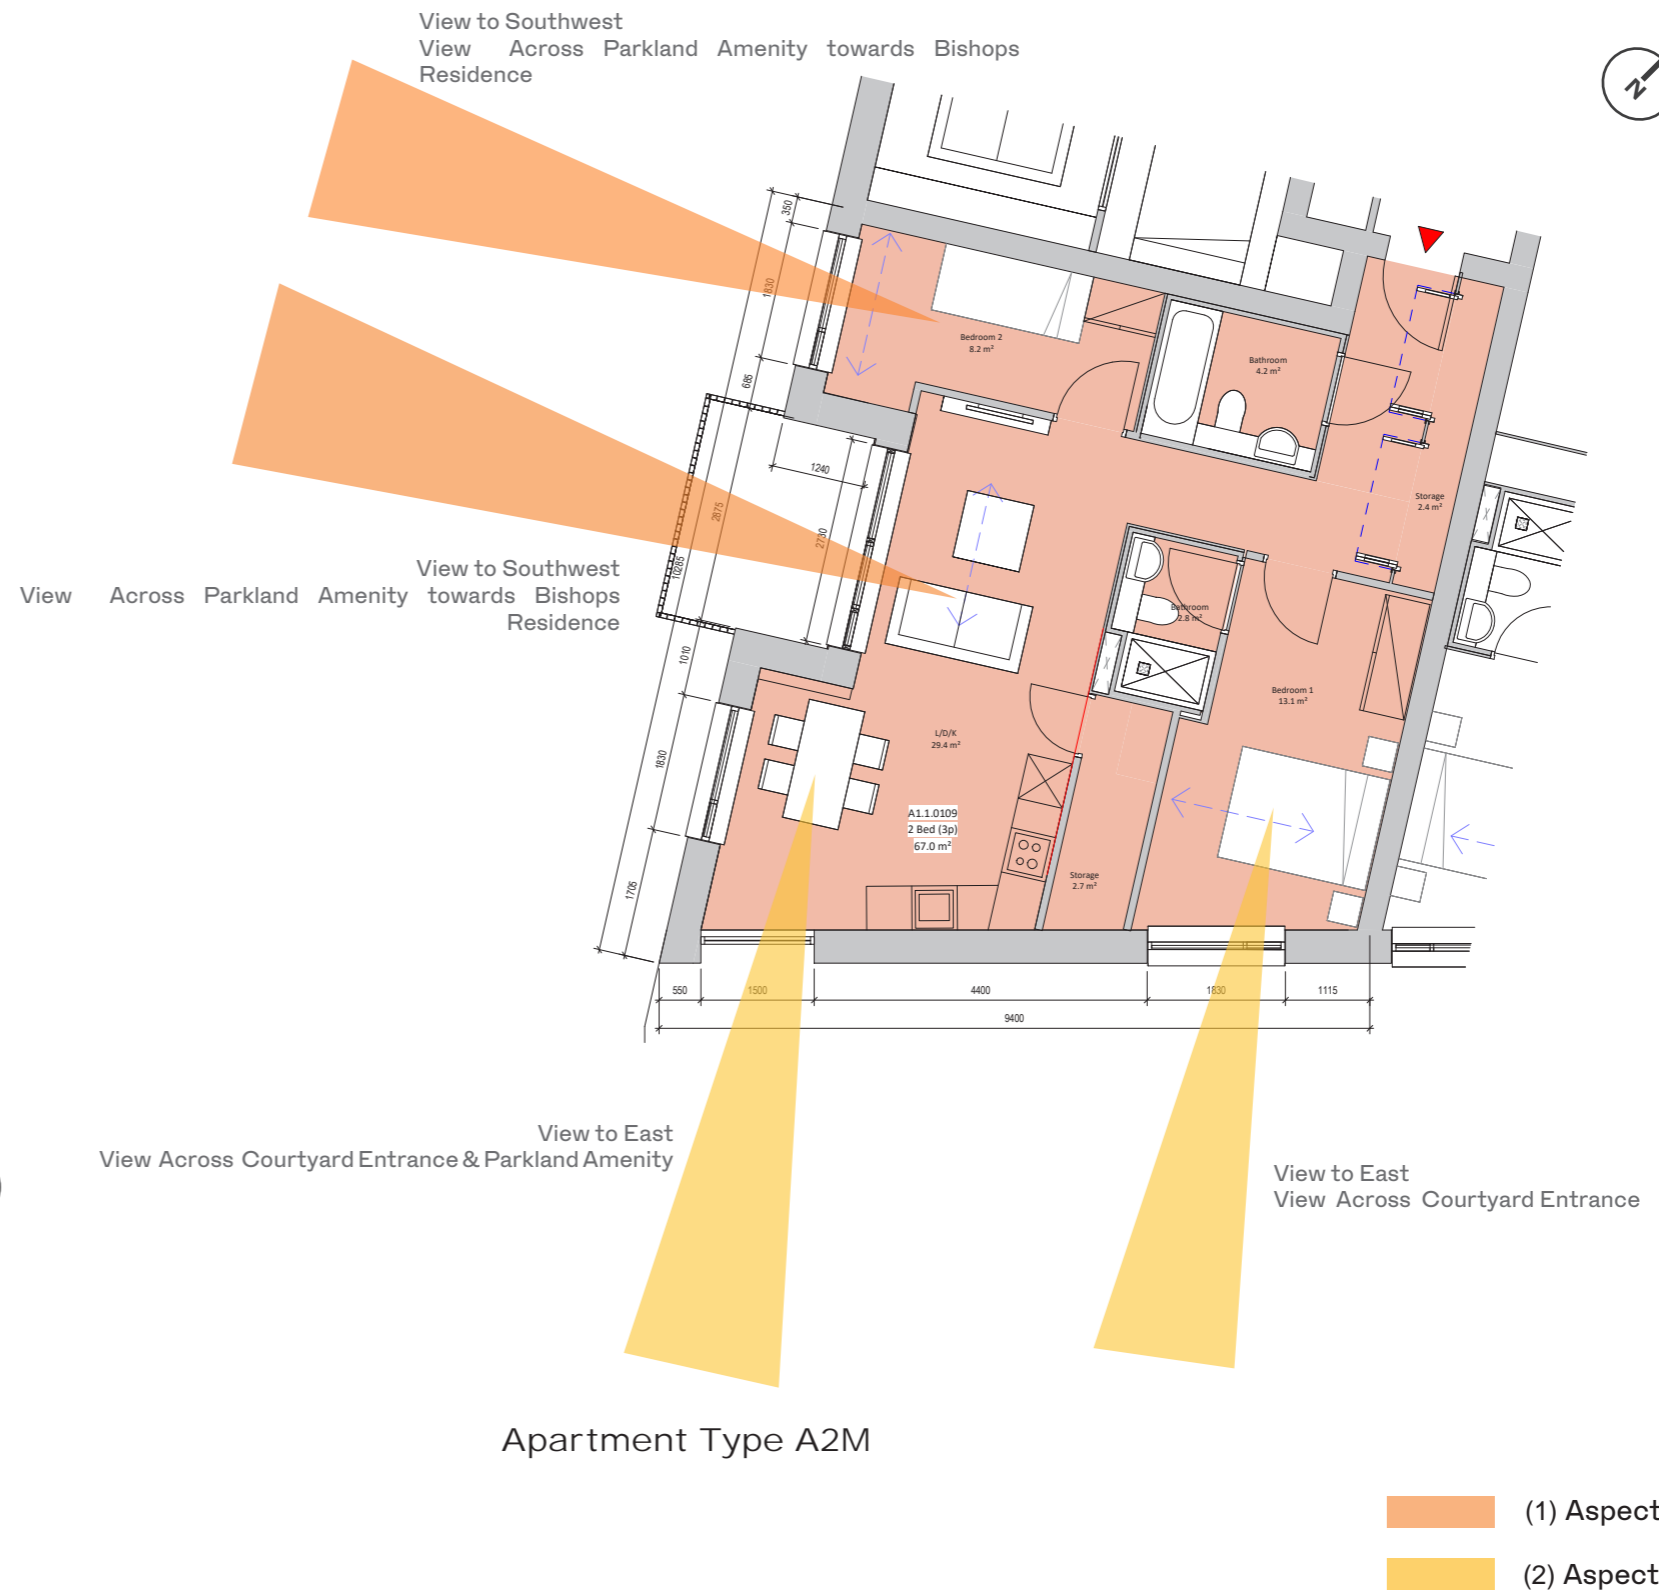 View to Southwest
View Across Parkland Amenity towards Bishops
Residence
N
350
1830
685
Bedroom 2
8.2 m²
Bathroom
4.2 m²
1240
2875
2730
10285
Storage
2.4 m²
View to Southwest
View Across Parkland Amenity towards Bishops
Residence
Bathroom
2.8 m²
1010
Bedroom 1
13.1 m²
L/D/K
29.4 m²
1830
A1.1.0109
2 Bed (3p)
67.0 m²
Storage
2.7 m²
1705
550
1500
4400
1830
1115
9400
View to East
View Across Courtyard Entrance & Parkland Amenity
View to East
View Across Courtyard Entrance
Apartment Type A2M
(1) Aspect
(2) Aspect